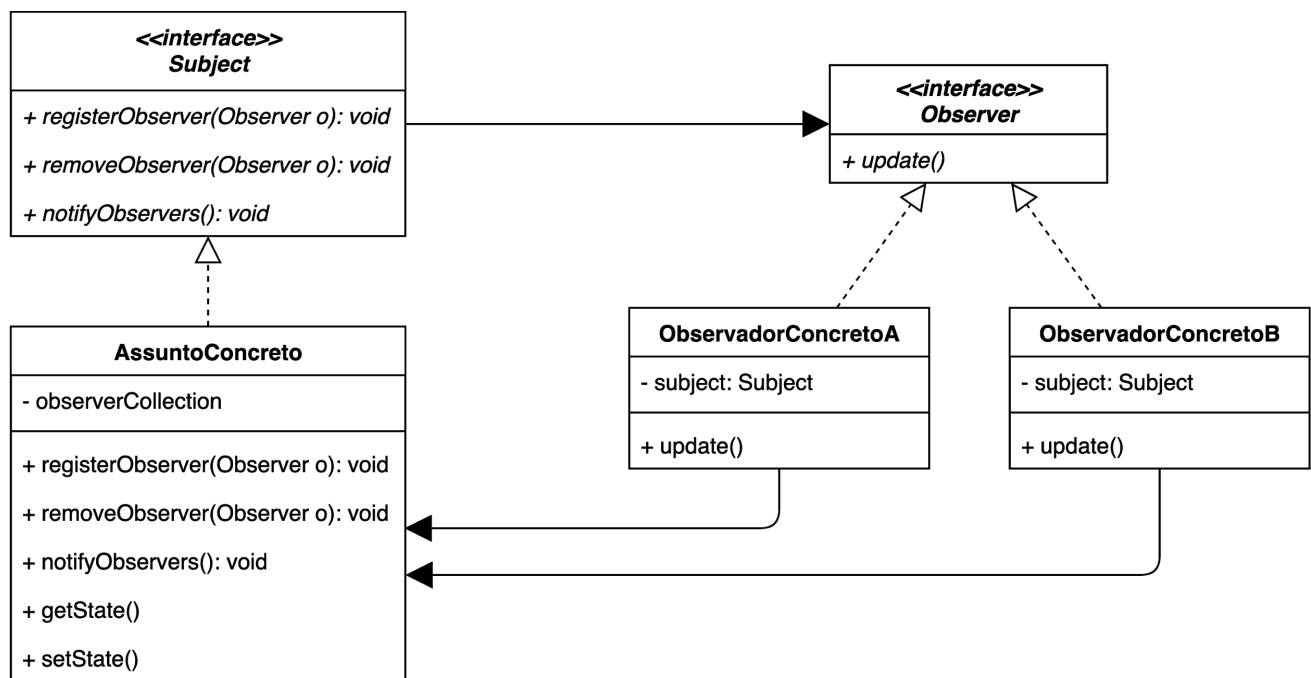 <<interface>>
Subject
+ registerObserver(Observer o): void
+ removeObserver(Observer o): void
+ notifyObservers(): void
<<interface>>
Observer
+ update()
AssuntoConcreto
- observerCollection
+ registerObserver(Observer o): void
+ removeObserver(Observer o): void
+ notifyObservers(): void
+ getState()
+ setState()
ObservadorConcretoA
- subject: Subject
+ update()
ObservadorConcretoB
- subject: Subject
+ update()